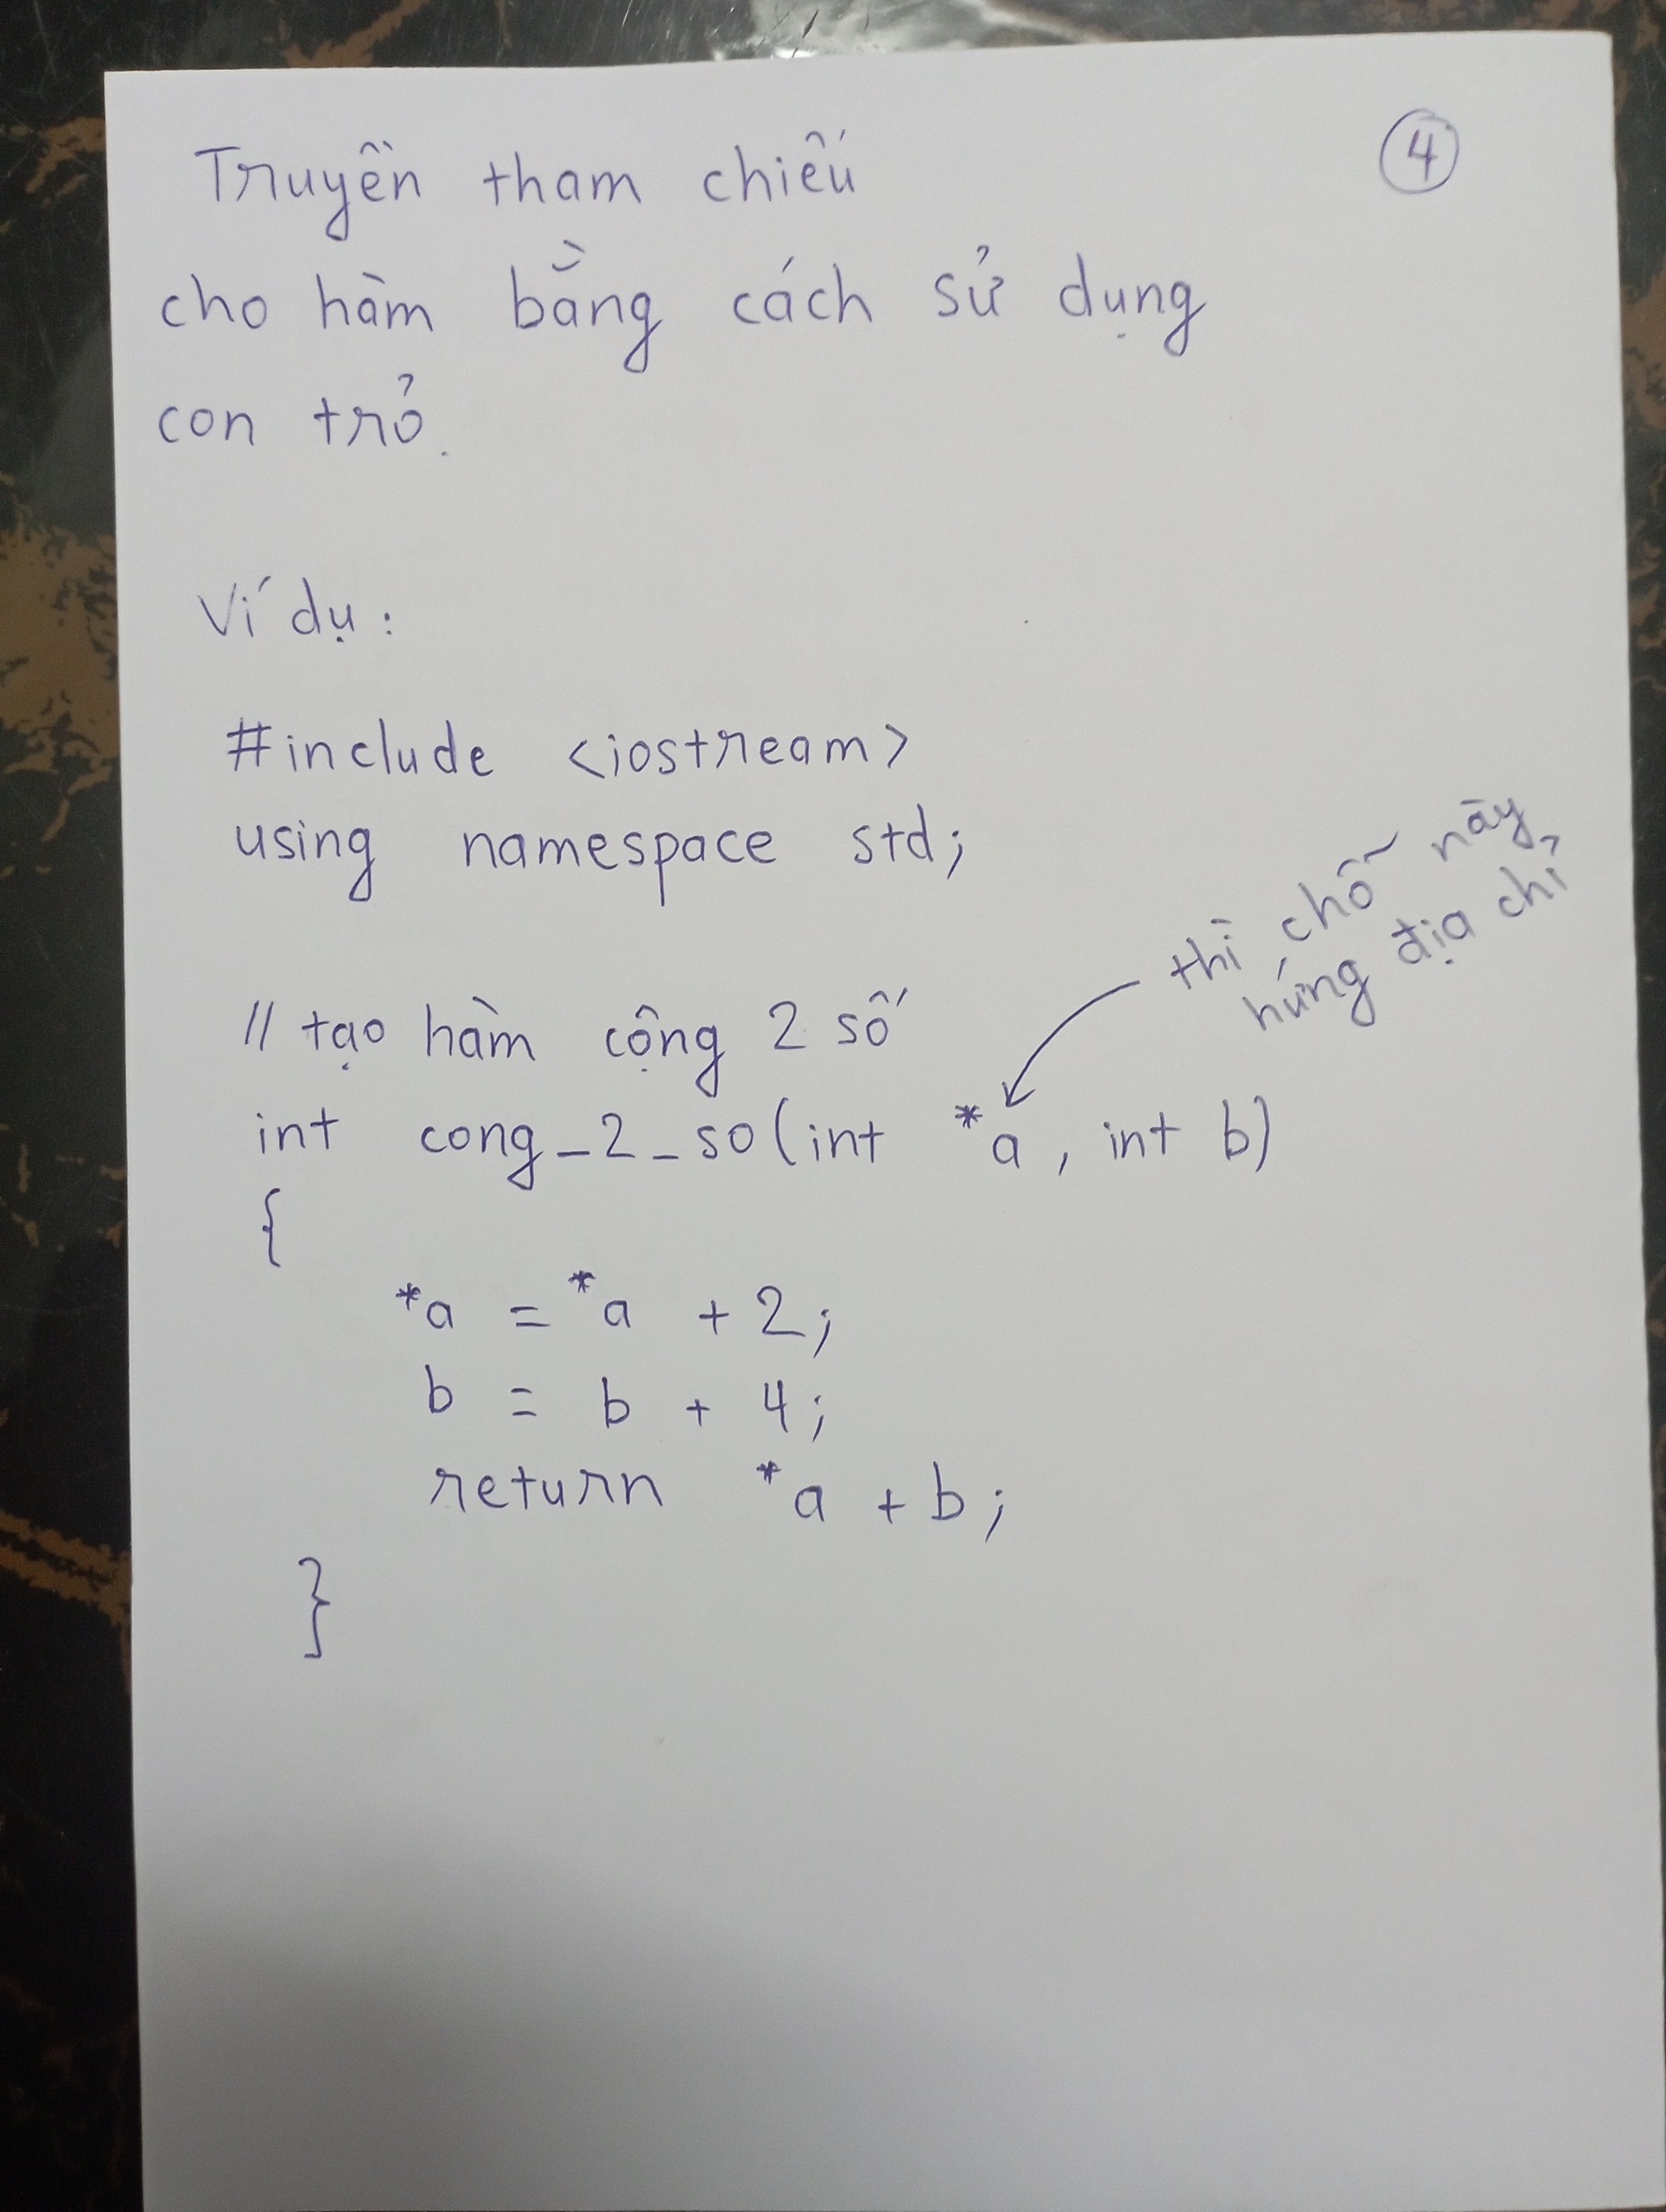 Truyền tham chiếu
④
cho hàm bằng cách sử dụng
con trỏ.
Ví dụ:
#include <iostream>
using namespace std;
thì chỗ này
hứng địa chỉ
// tạo hàm cộng 2 số
int cong_2_so(int *a, int b)
{
*a = *a + 2;
b = b + 4;
return *a + b;
}